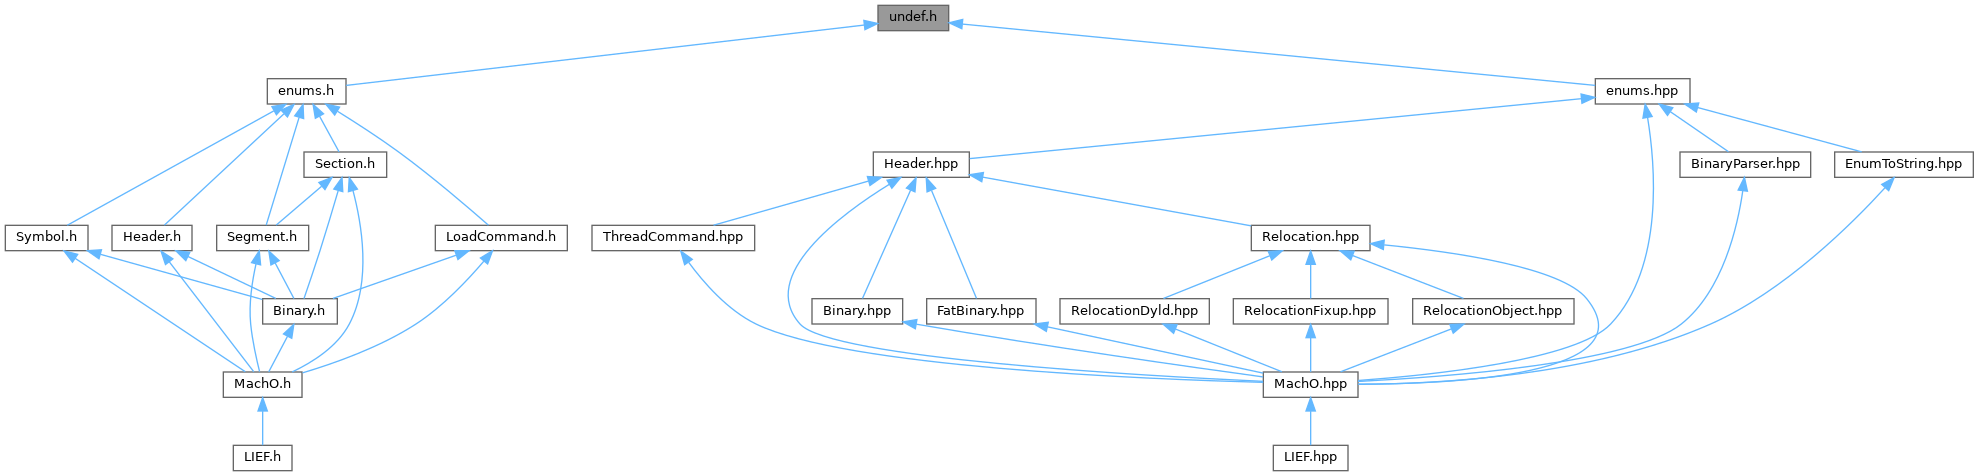 undef.h
enums.h
enums.hpp
Section.h
Header.hpp
BinaryParser.hpp
EnumToString.hpp
Symbol.h
Header.h
Segment.h
LoadCommand.h
ThreadCommand.hpp
Relocation.hpp
Binary.h
Binary.hpp
FatBinary.hpp
RelocationDyld.hpp
RelocationFixup.hpp
RelocationObject.hpp
MachO.h
MachO.hpp
LIEF.h
LIEF.hpp